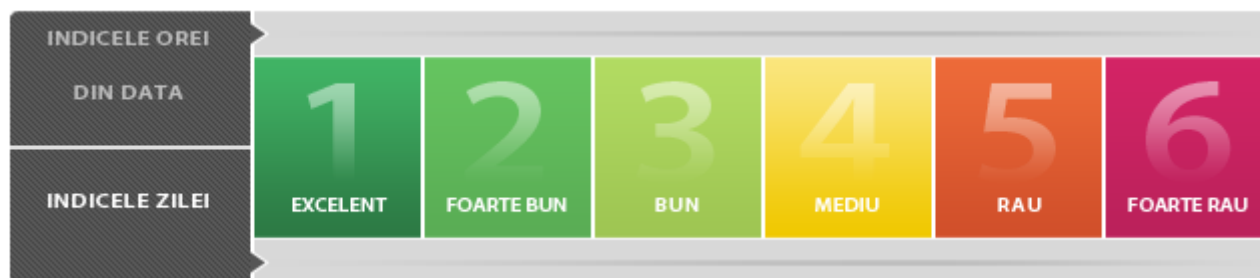 INDICELE OREI
DIN DATA
INDICELE ZILEI
1
EXCELENT
2
FOARTE BUN
3
BUN
4
MEDIU
5
RAU
6
FOARTE RAU